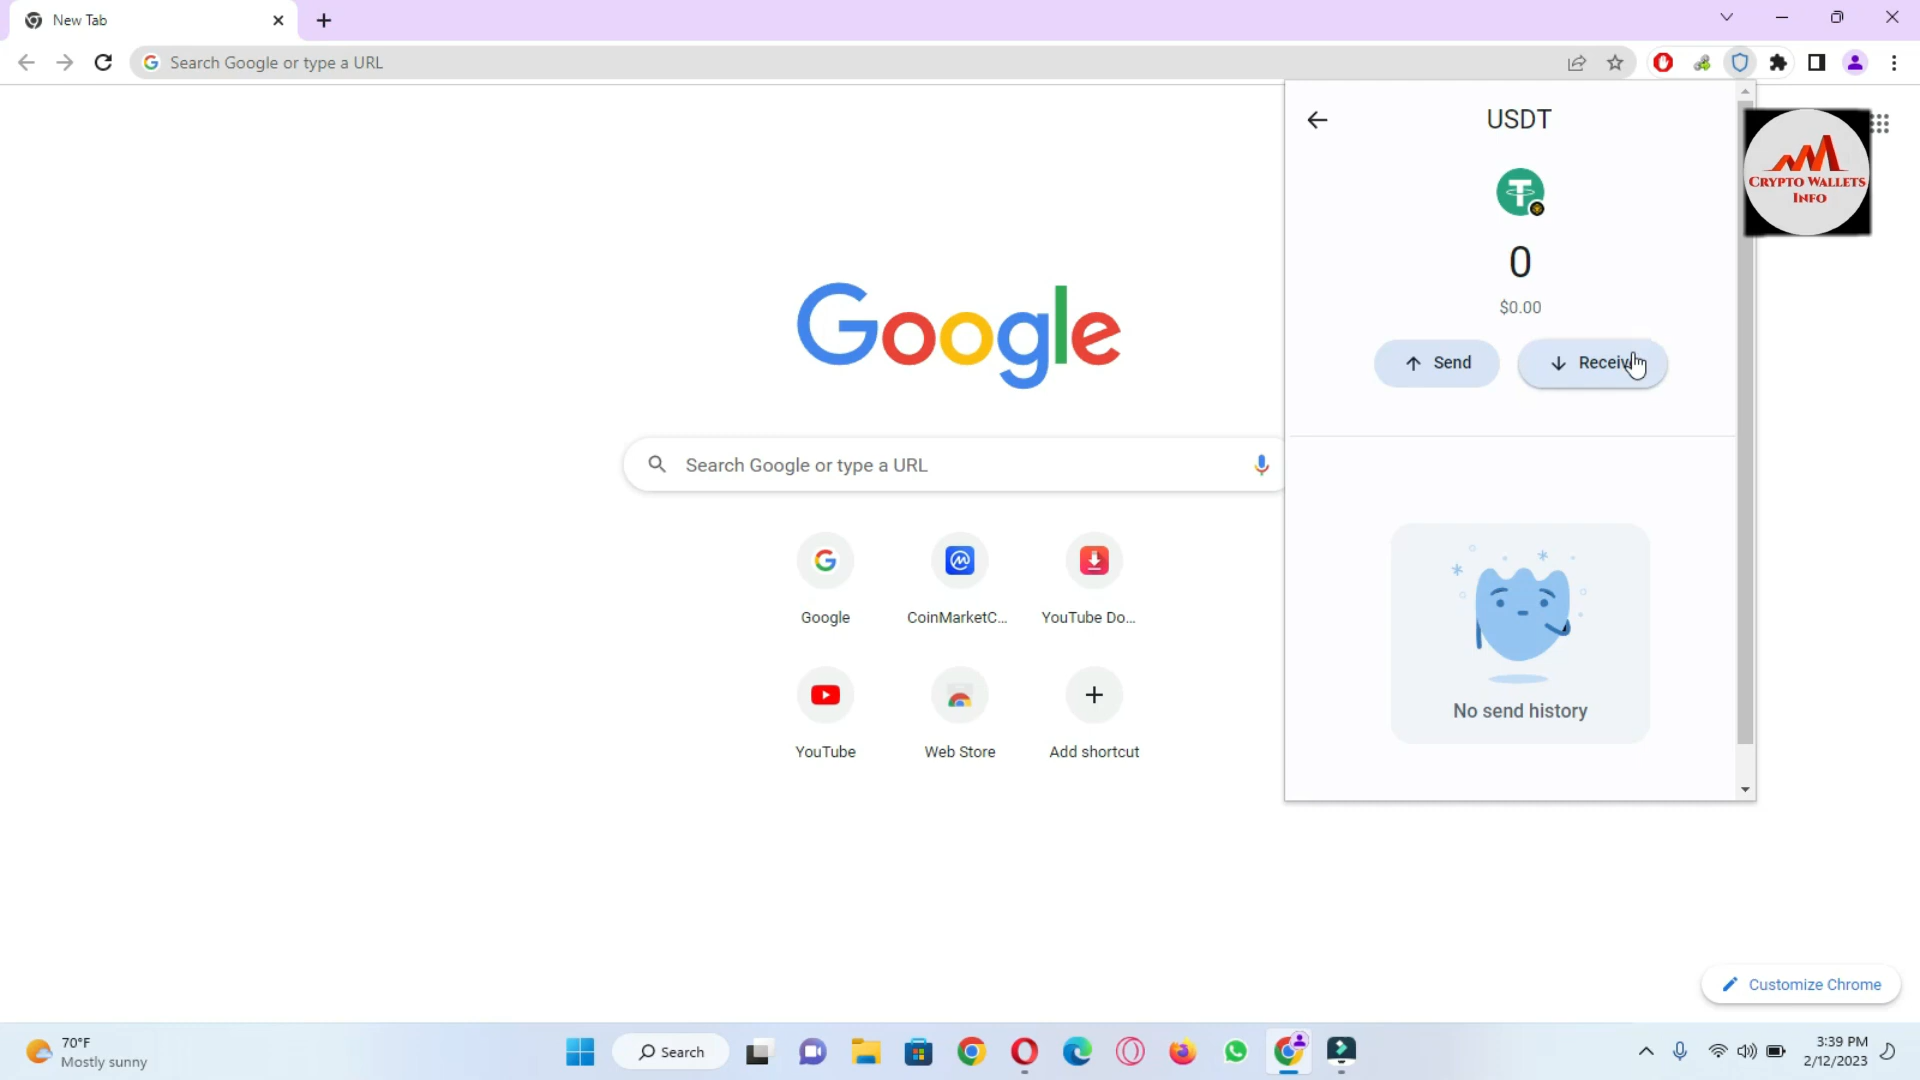 New Tab
Search Google or type a URL
USDT
CRYPTO WALLETS
INFO
0
$0.00
Send
Google
Search Google or type a URL
Google
CoinMarketC...
YouTube Do...
YouTube
Web Store
Add shortcut
No send history
Customize Chrome
70°F
Mostly sunny
Search
3:39 PM
2/12/2023